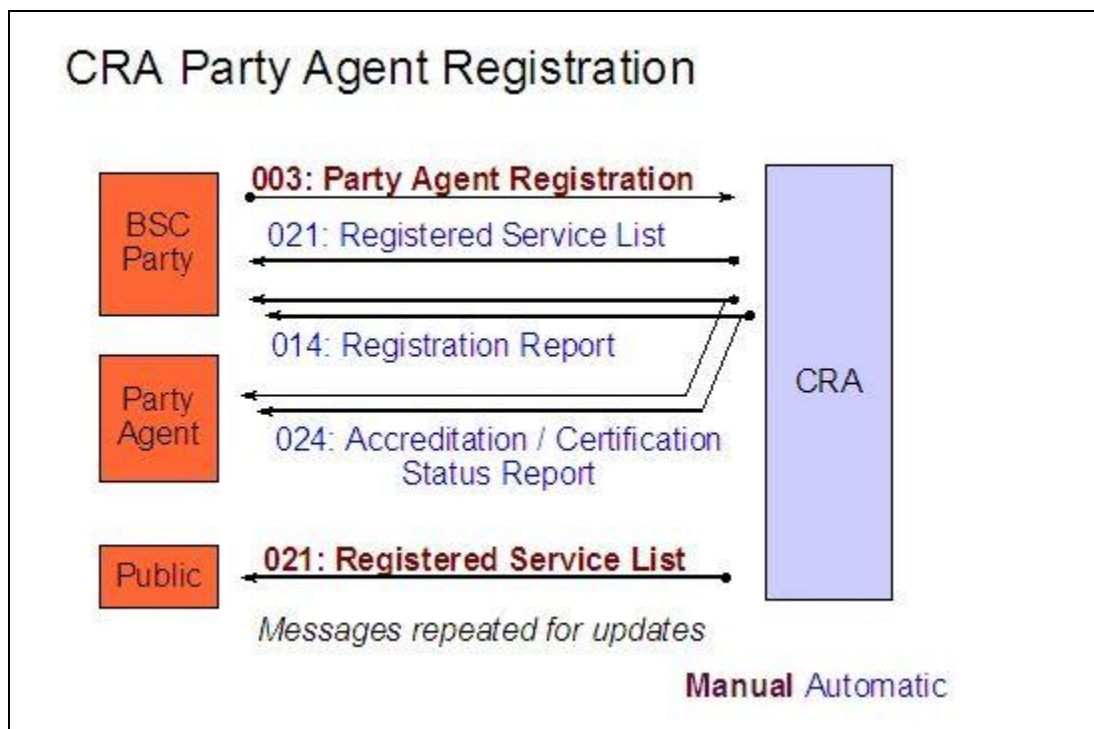 CRA Party Agent Registration
003: Party Agent Registration
BSC
Party
021: Registered Service List
014: Registration Report
CRA
Party
Agent
024: Accreditation / Certification
Status Report
021: Registered Service List
Public
Messages repeated for updates
Manual Automatic